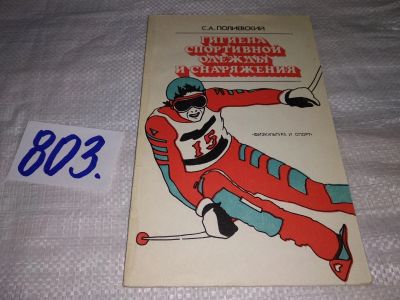 С.А. ПОЛИЕВСКИЙ
ГИГИЕНА
СПОРТИВНОЙ
ОДЕЖДЫ
И СНАРЯЖЕНИЯ
«ФИЗКУЛЬТУРА И СПОРТ»
15
803.